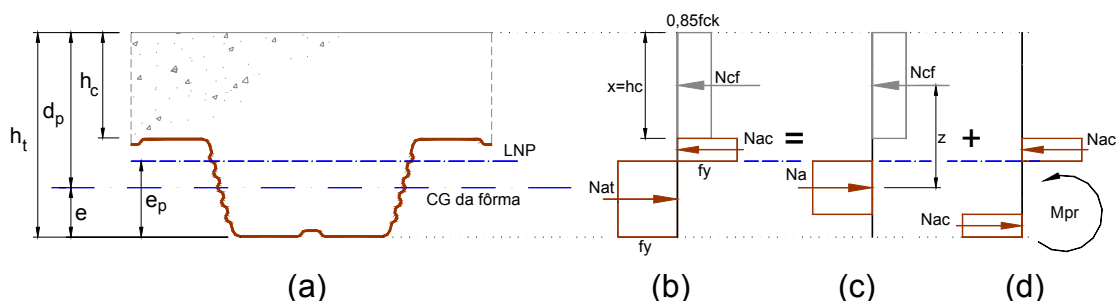 0,85fck
h_c
d_p
h_t
e
e_p
LNP
CG da fôrma
x=hc
Ncf
Nac
fy
Nat
fy
=
Ncf
z
Na
+
Nac
Nac
Mpr
(a)
(b)
(c)
(d)